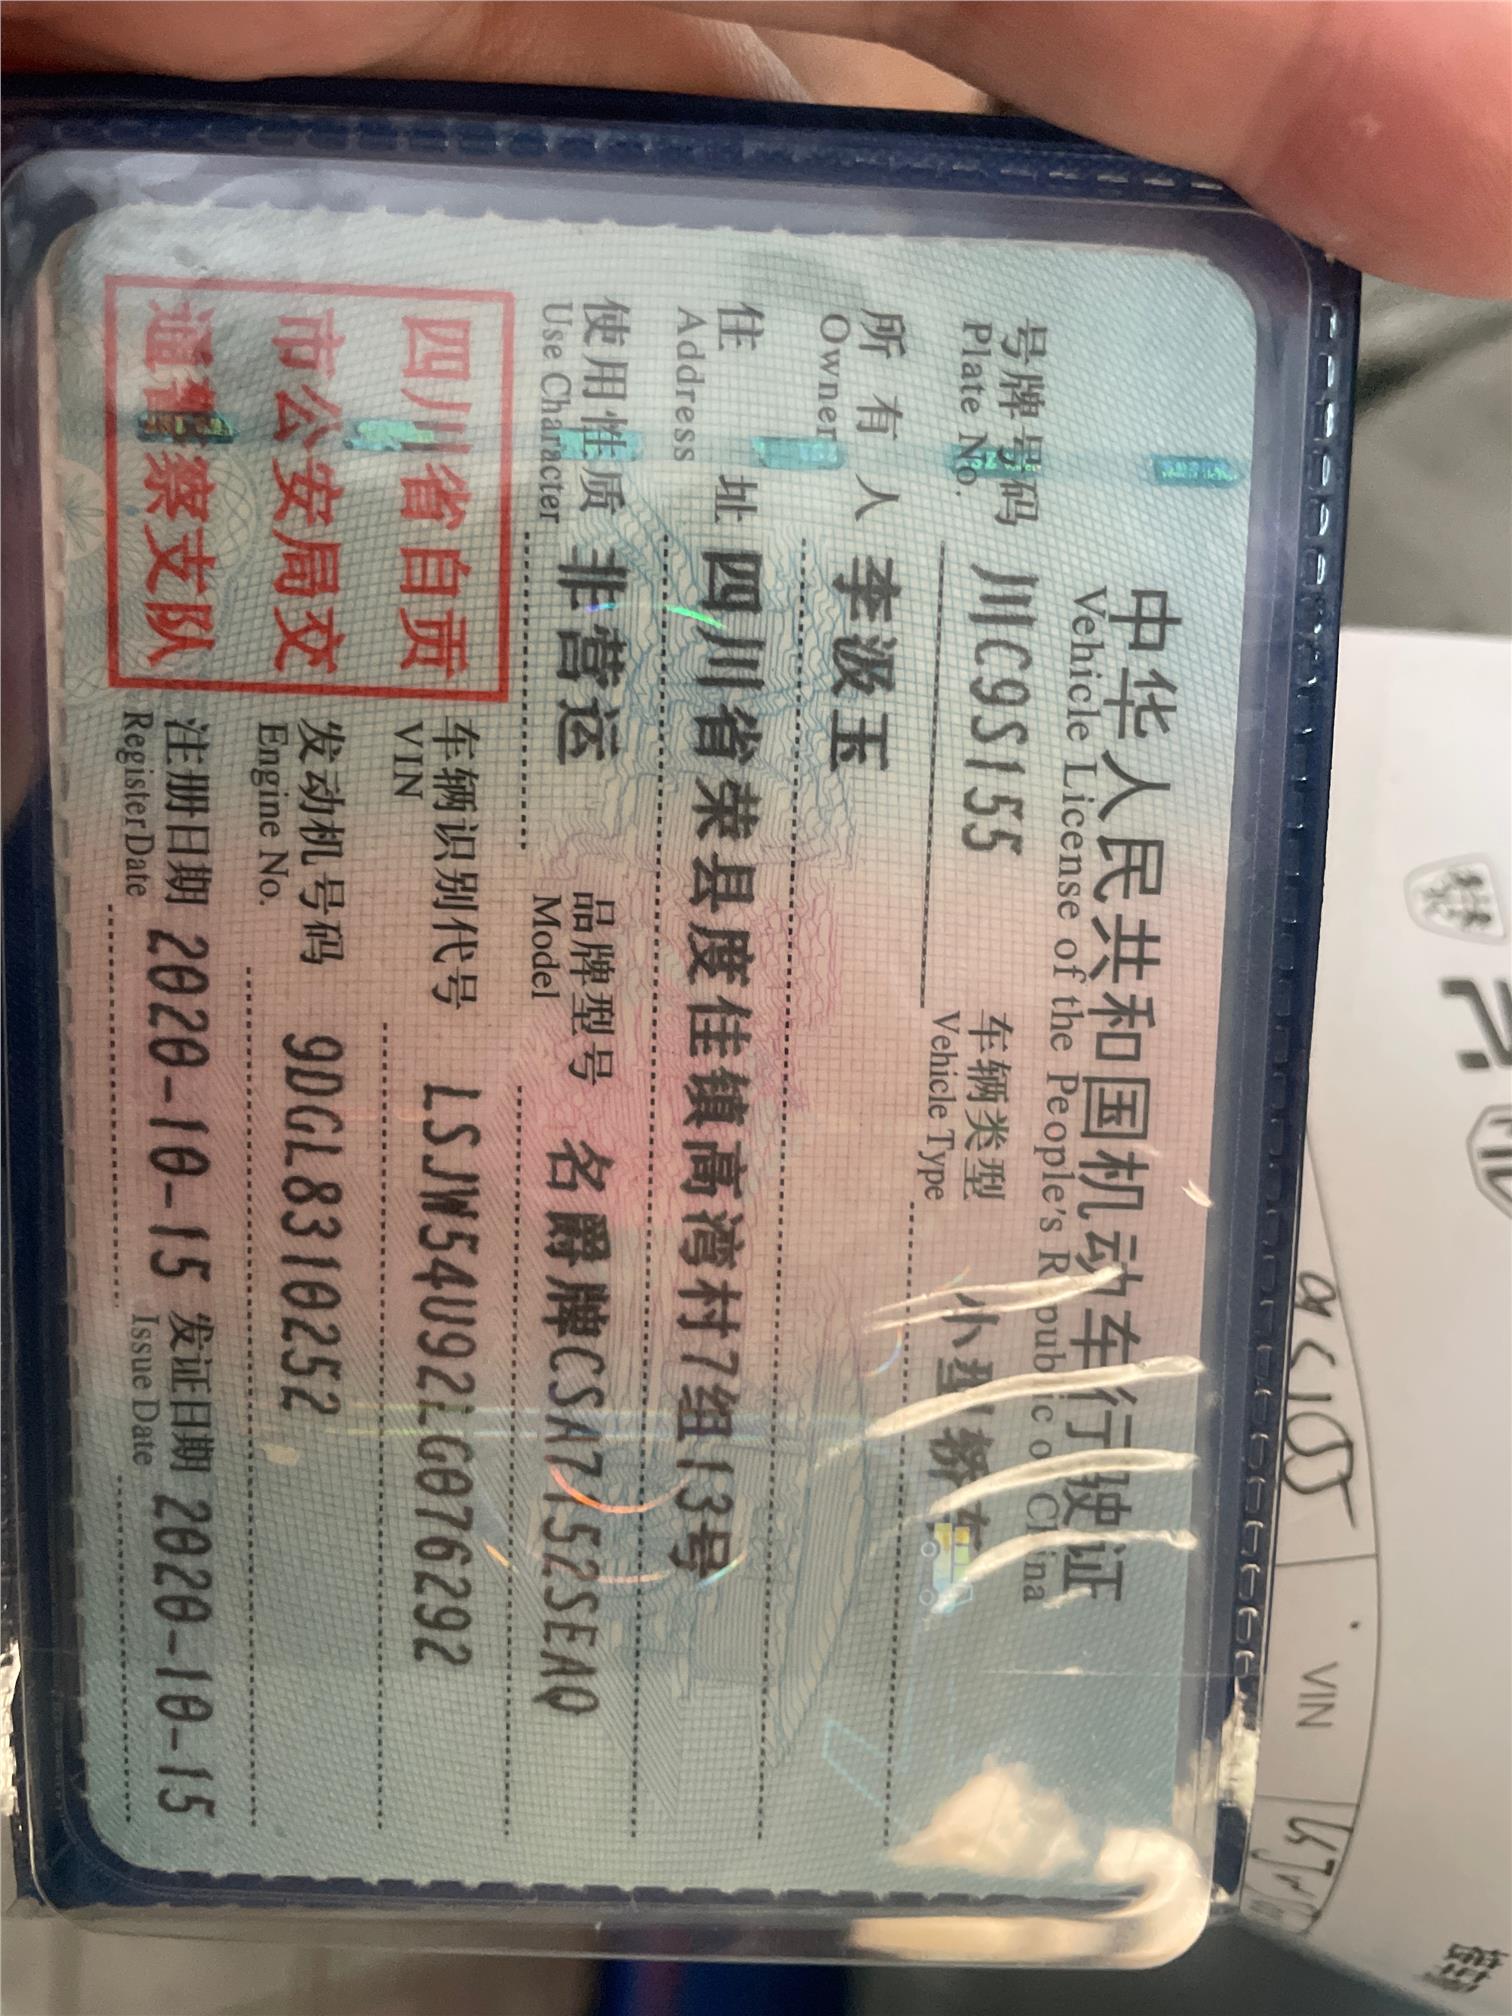 中华人民共和国机动车行驶证
Vehicle License of the People's Republic of China
号牌号码 川C9S155 车辆类型 小型轿车
Plate No. Vehicle Type
所有人 李汲玉
Owner
住址 四川省荣县度佳镇高湾村7组13号
Address
使用性质 非营运 品牌型号 名爵牌CSA7152SEAQ
Use Character Model
四川省自贡
市公安局交
通警察支队
车辆识别代号 LSJW54U92LG076292
VIN
发动机号码 9DGL8310252
Engine No.
注册日期 2020-10-15 发证日期 2020-10-15
Register Date Issue Date
VIN